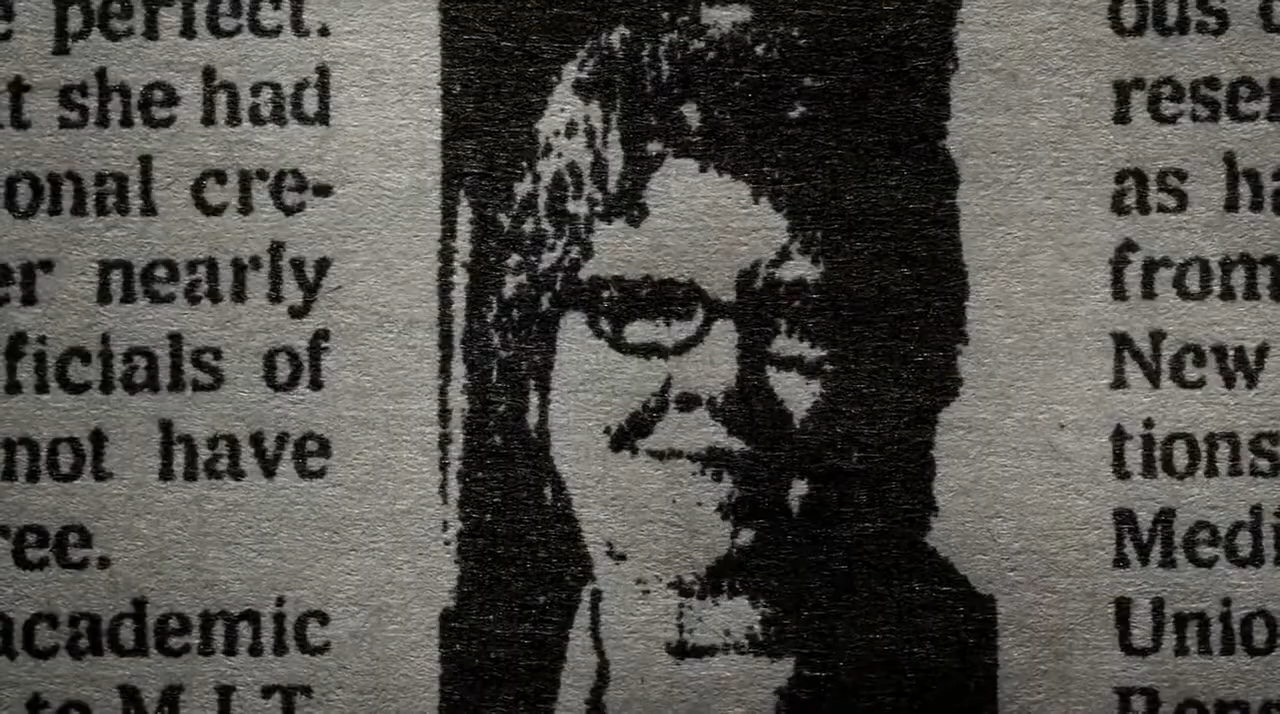 e perfect.
t she had
onal cre-
er nearly
ficials of
not have
ree.
academic
to M.I.T.
ous
reser
as ha
from
New
tions
Medi
Unio